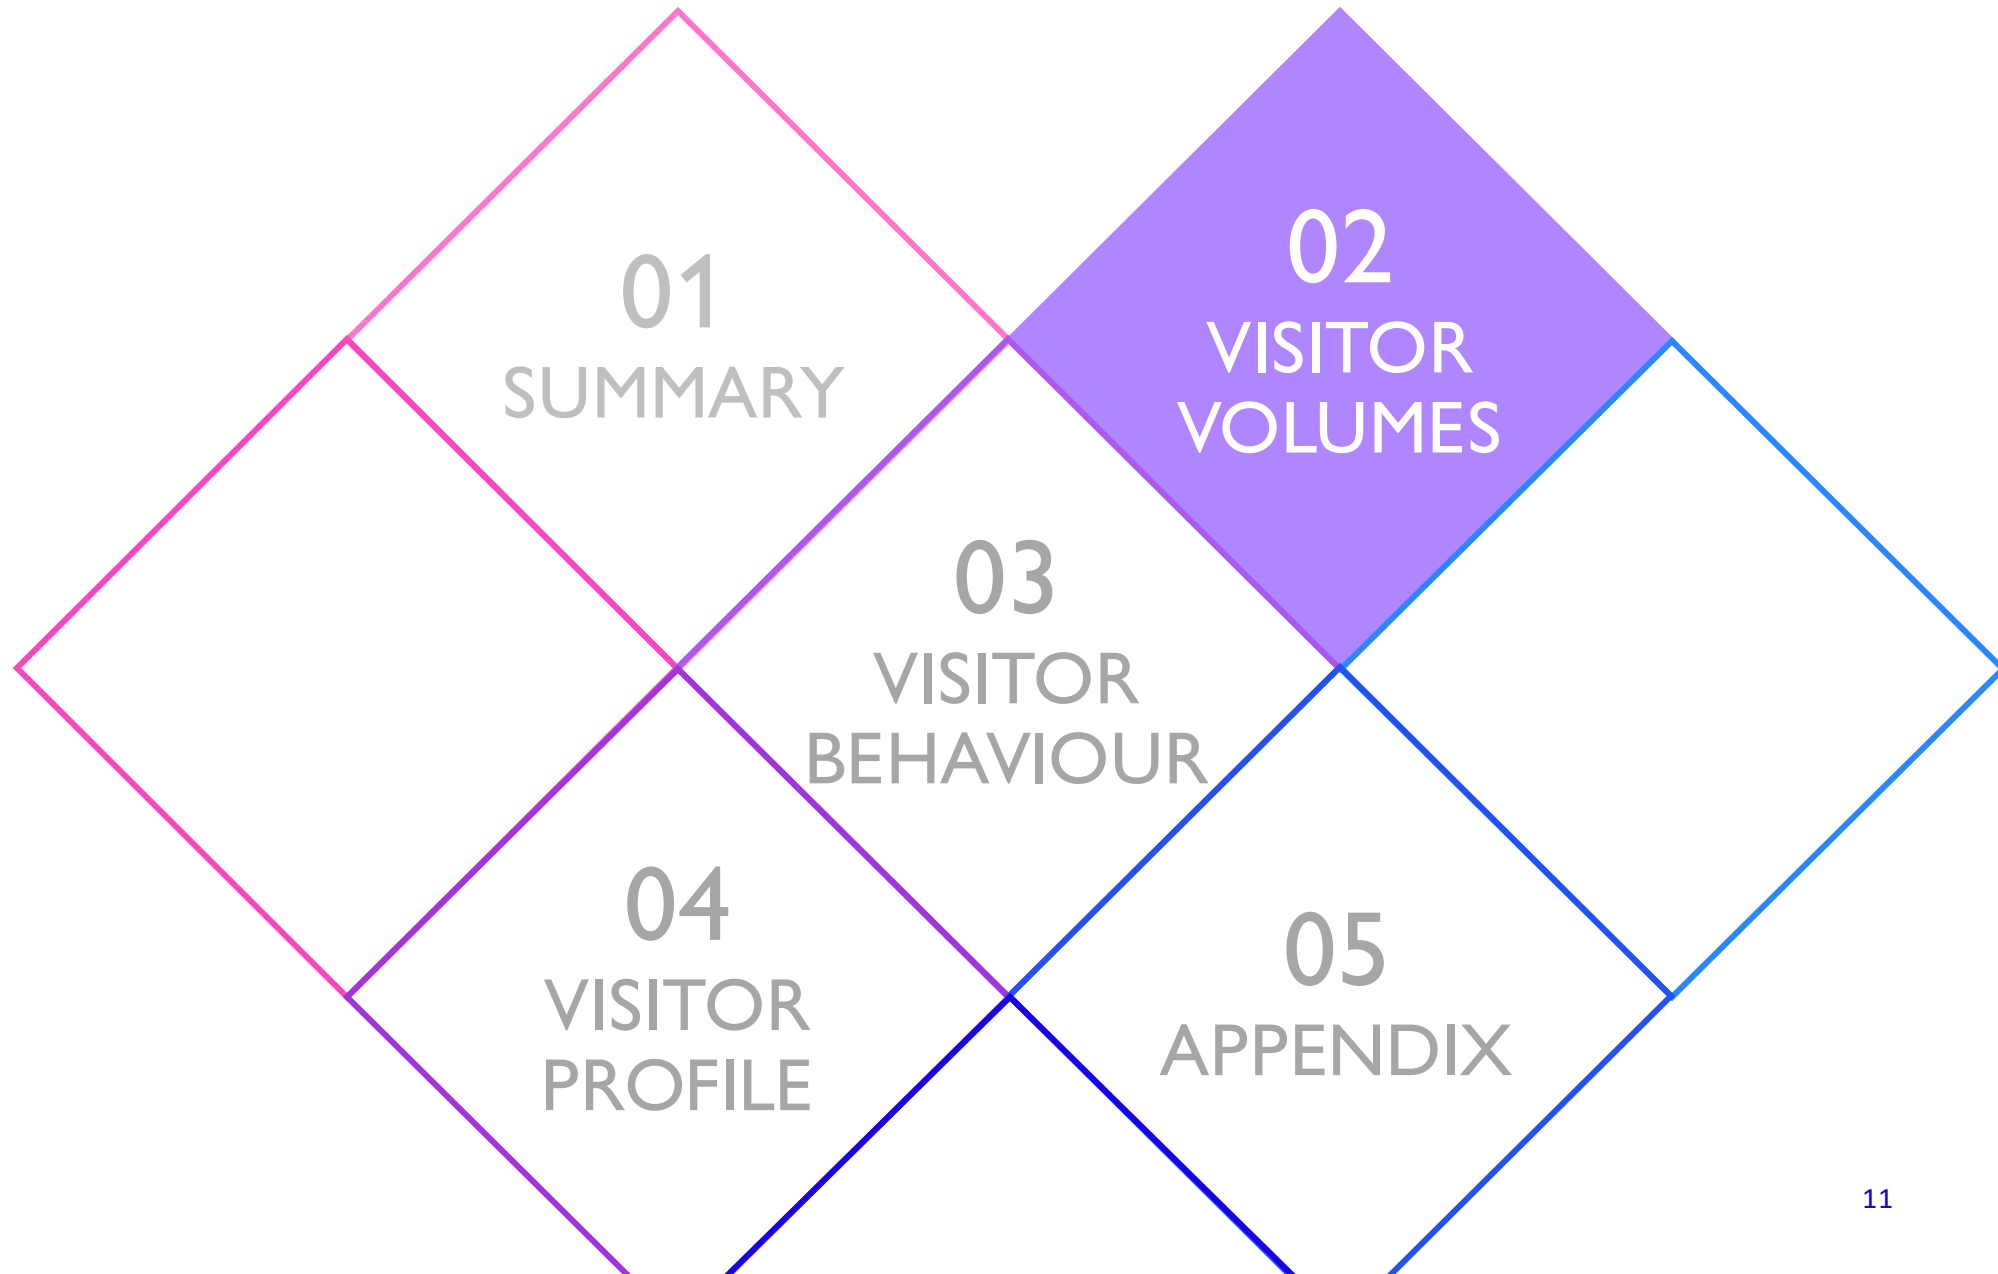 01
SUMMARY
02
VISITOR
VOLUMES
03
VISITOR
BEHAVIOUR
04
VISITOR
PROFILE
05
APPENDIX
11